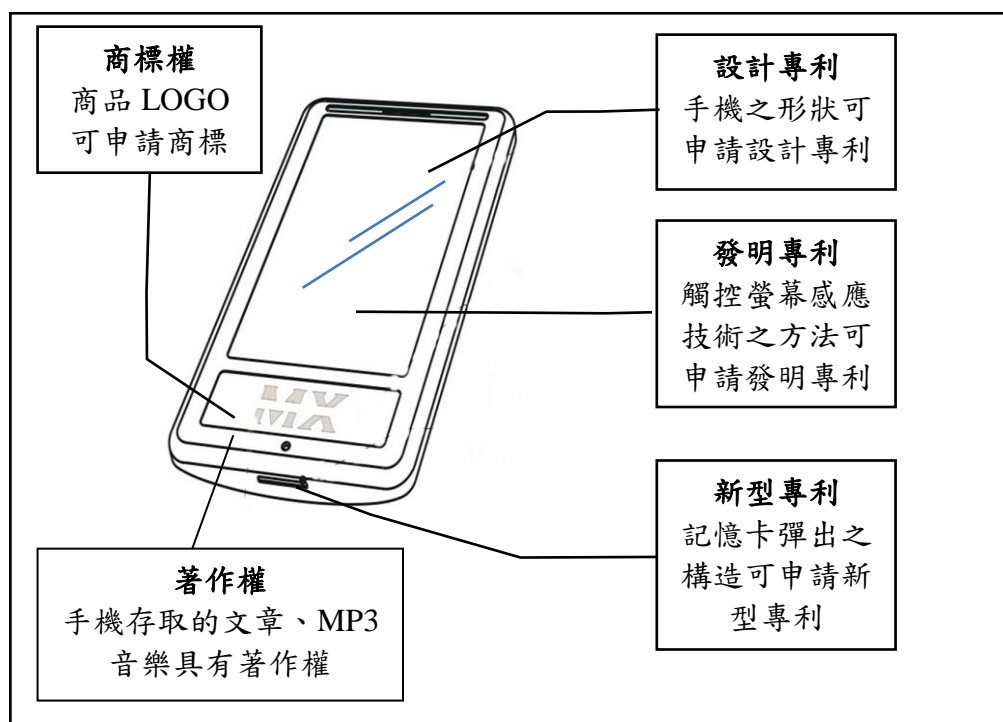 商標權
商品 LOGO
可申請商標
設計專利
手機之形狀可
申請設計專利
發明專利
觸控螢幕感應
技術之方法可
申請發明專利
新型專利
記憶卡彈出之
構造可申請新
型專利
著作權
手機存取的文章、MP3
音樂具有著作權